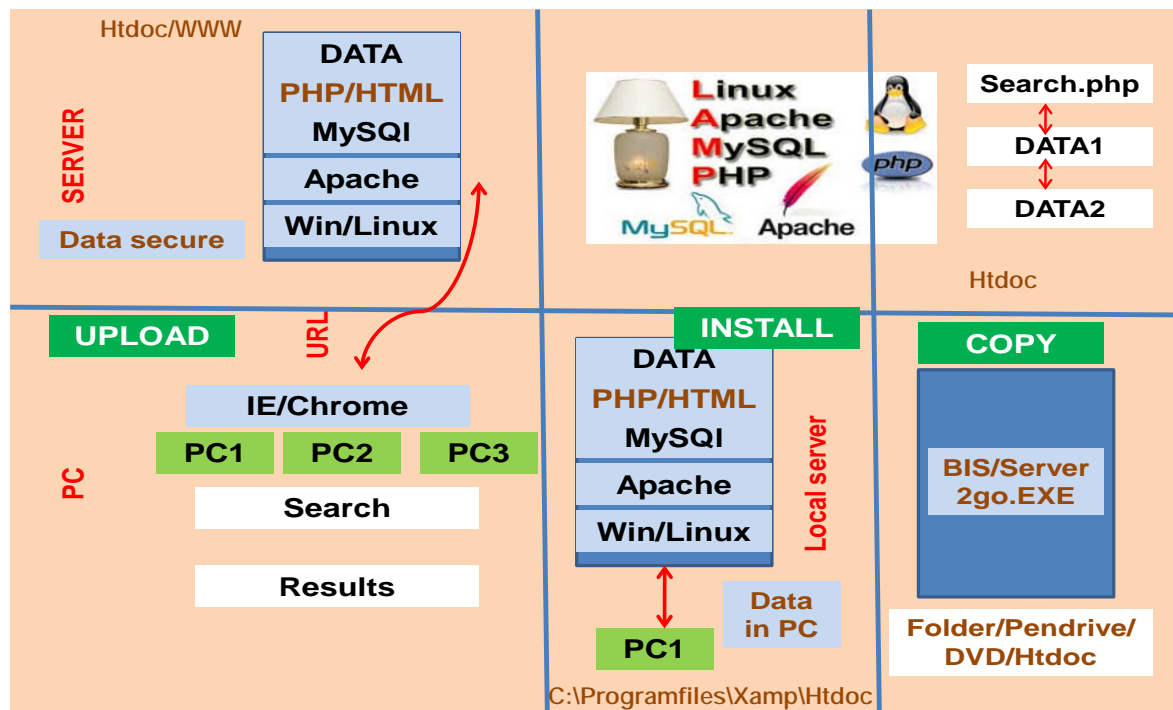 Htdoc/WWW
SERVER
Data secure
DATA
PHP/HTML
MySQI
Apache
Win/Linux
Linux
Apache
MySQL
PHP
php
MySQL
Apache
Search.php
DATA1
DATA2
Htdoc
UPLOAD
URL
PC
IE/Chrome
PC1
PC2
PC3
Search
Results
INSTALL
DATA
PHP/HTML
MySQI
Apache
Win/Linux
Local server
PC1
Data
in PC
C:\Programfiles\Xamp\Htdoc
COPY
BIS/Server
2go.EXE
Folder/Pendrive/
DVD/Htdoc